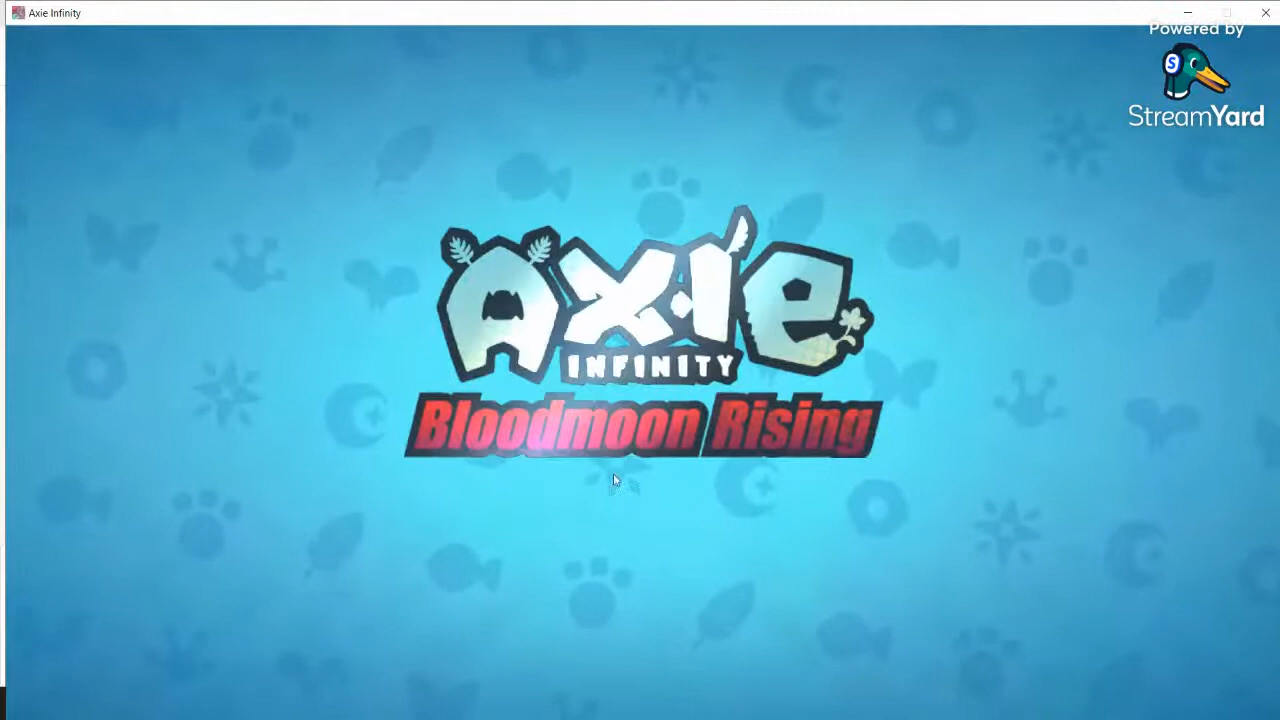 Axie Infinity
Powered by
S
StreamYard
Axie
INFINITY
Bloodmoon Rising